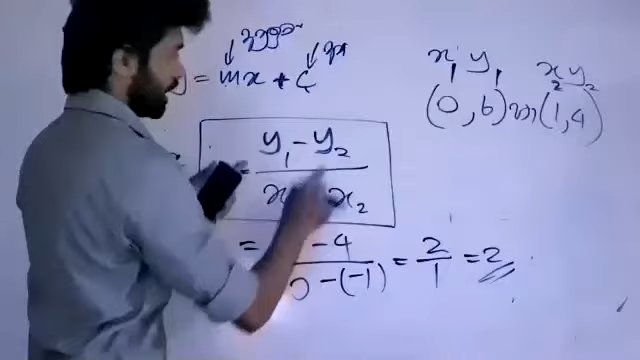 x₁ y₁ x₂ y₂
(0, 6) (1, 4)
= mx + c
= y₁ - y₂ / x x₂
= - 4 / 0 - (-1) = 2/1 = 2